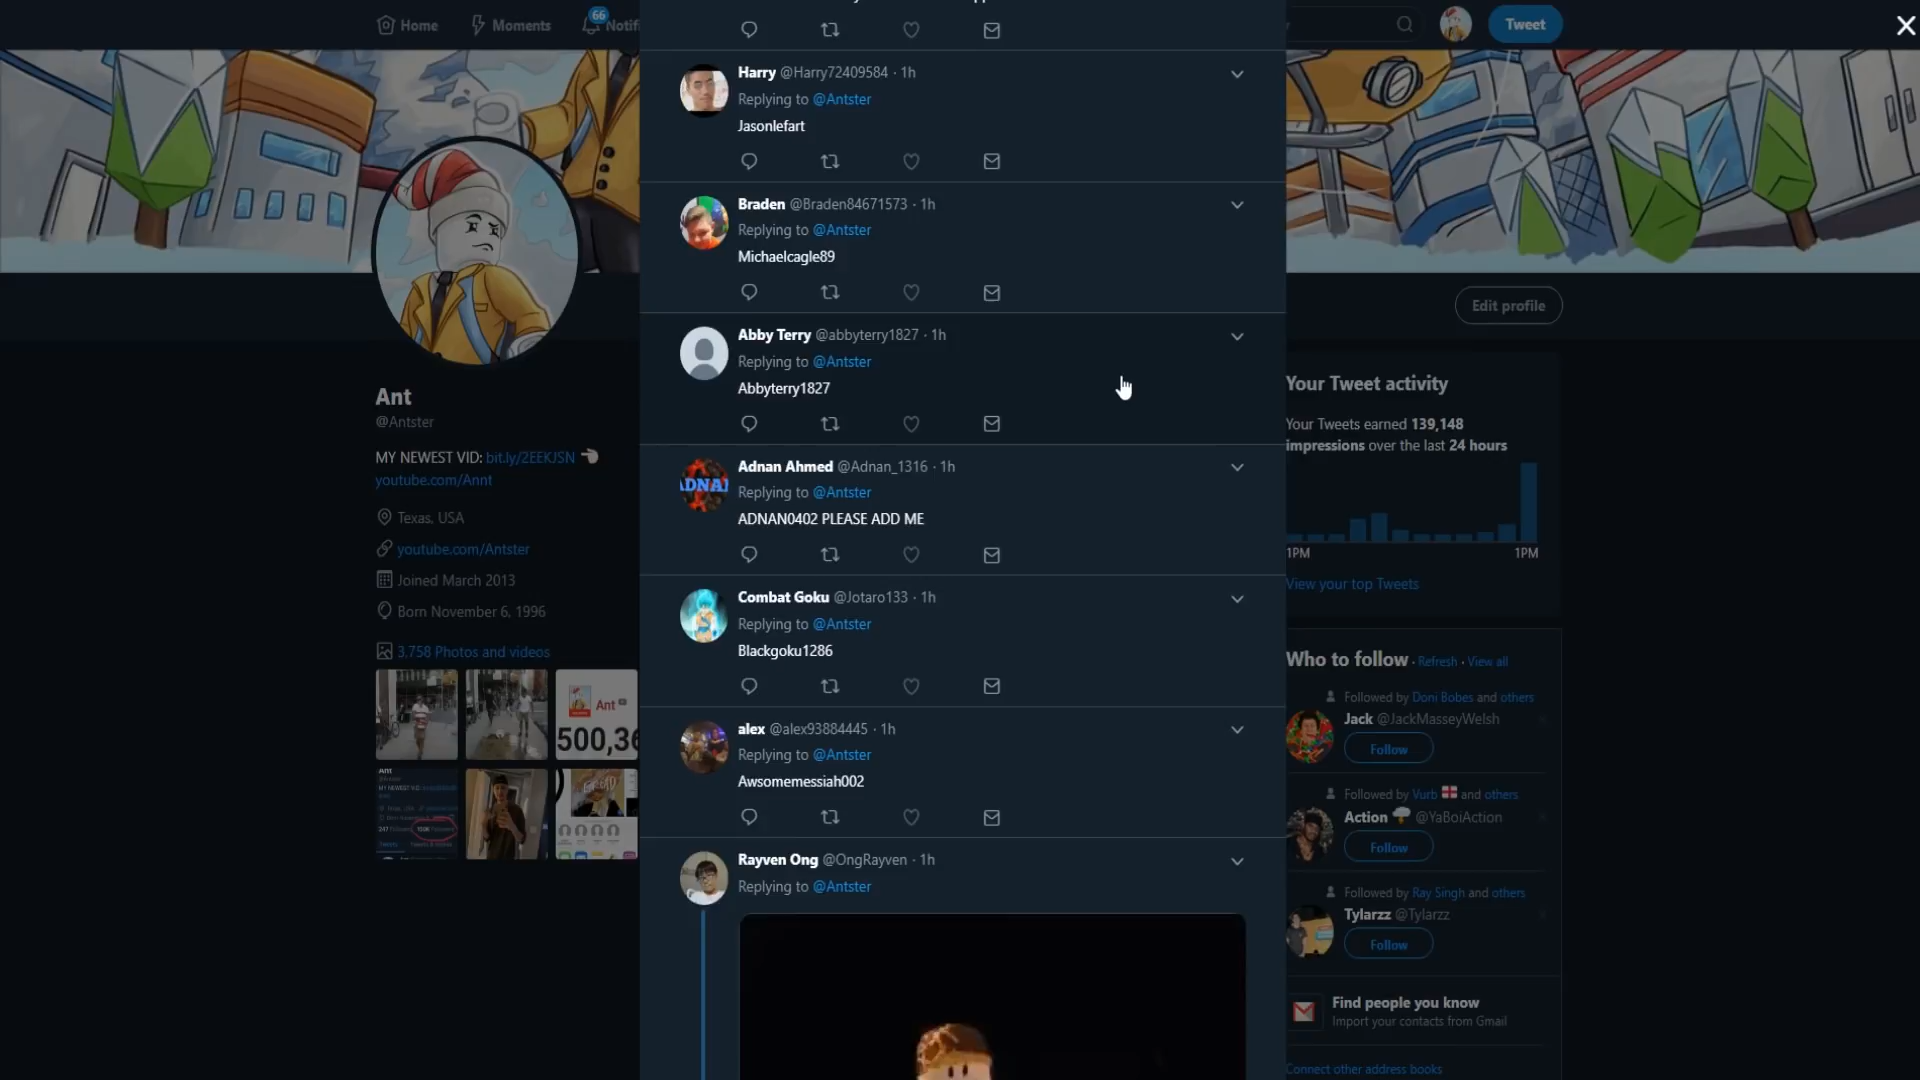 Home
Moments
66
Notifi
Tweet
Harry @Harry72409584 · 1h
Replying to @Antster
Jasonlefart
Braden @Braden84671573 · 1h
Replying to @Antster
Michaelcagle89
Abby Terry @abbyterry1827 · 1h
Replying to @Antster
Abbyterry1827
Adnan Ahmed @Adnan_1316 · 1h
Replying to @Antster
ADNAN0402 PLEASE ADD ME
Combat Goku @Jotaro133 · 1h
Replying to @Antster
Blackgoku1286
alex @alex93884445 · 1h
Replying to @Antster
Awsomemessiah002
Rayven Ong @OngRayven · 1h
Replying to @Antster
Ant
@Antster
MY NEWEST VID: bit.ly/2EEKJSN
youtube.com/Annt
Texas, USA
youtube.com/Antster
Joined March 2013
Born November 6, 1996
3,758 Photos and videos
Ant
500,36
Edit profile
Your Tweet activity
Your Tweets earned 139,148
impressions over the last 24 hours
1PM
1PM
View your top Tweets
Who to follow · Refresh · View all
Followed by Doni Bobes and others
Jack @JackMasseyWelsh
Follow
Followed by Vurb and others
Action @YaBoiAction
Follow
Followed by Ray Singh and others
Tylarzz @Tylarzz
Follow
Find people you know
Import your contacts from Gmail
Connect other address books